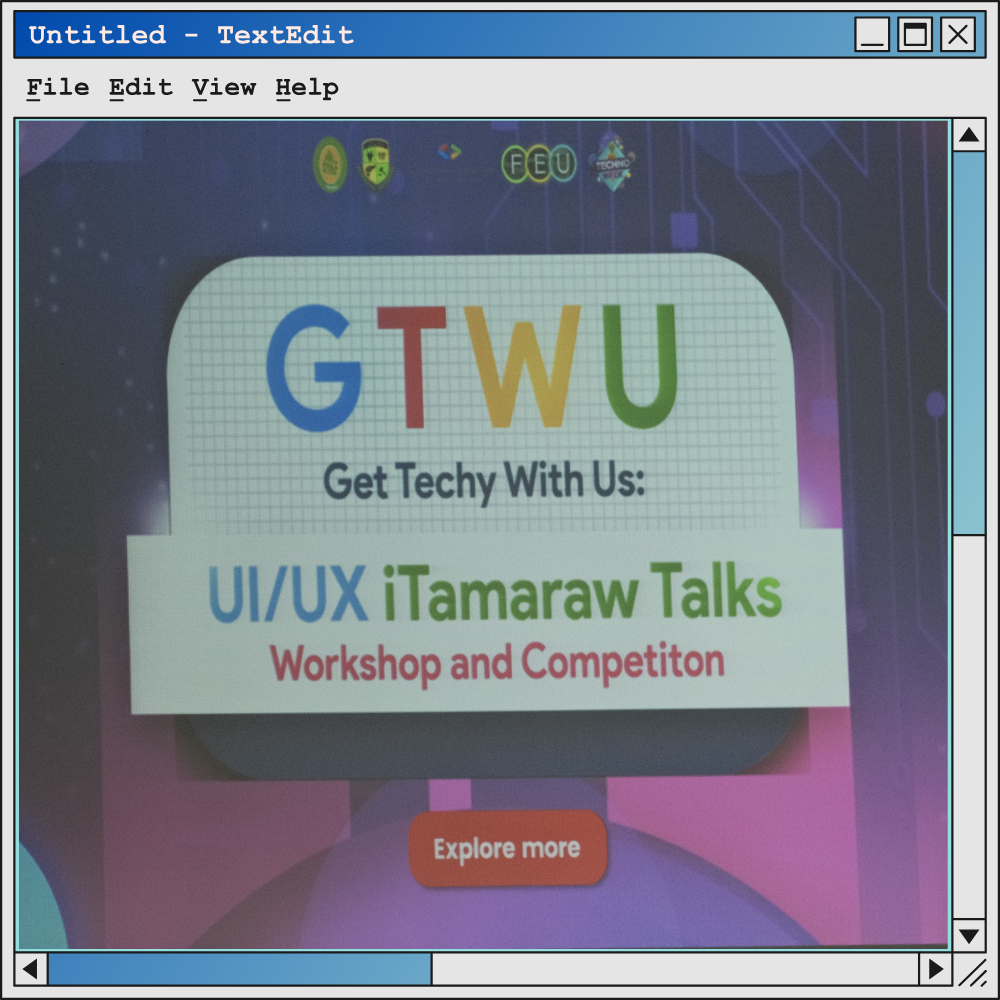 Untitled - TextEdit
File Edit View Help
FEU
TECHNO
GTWU
Get Techy With Us:
UI/UX iTamaraw Talks
Workshop and Competiton
Explore more